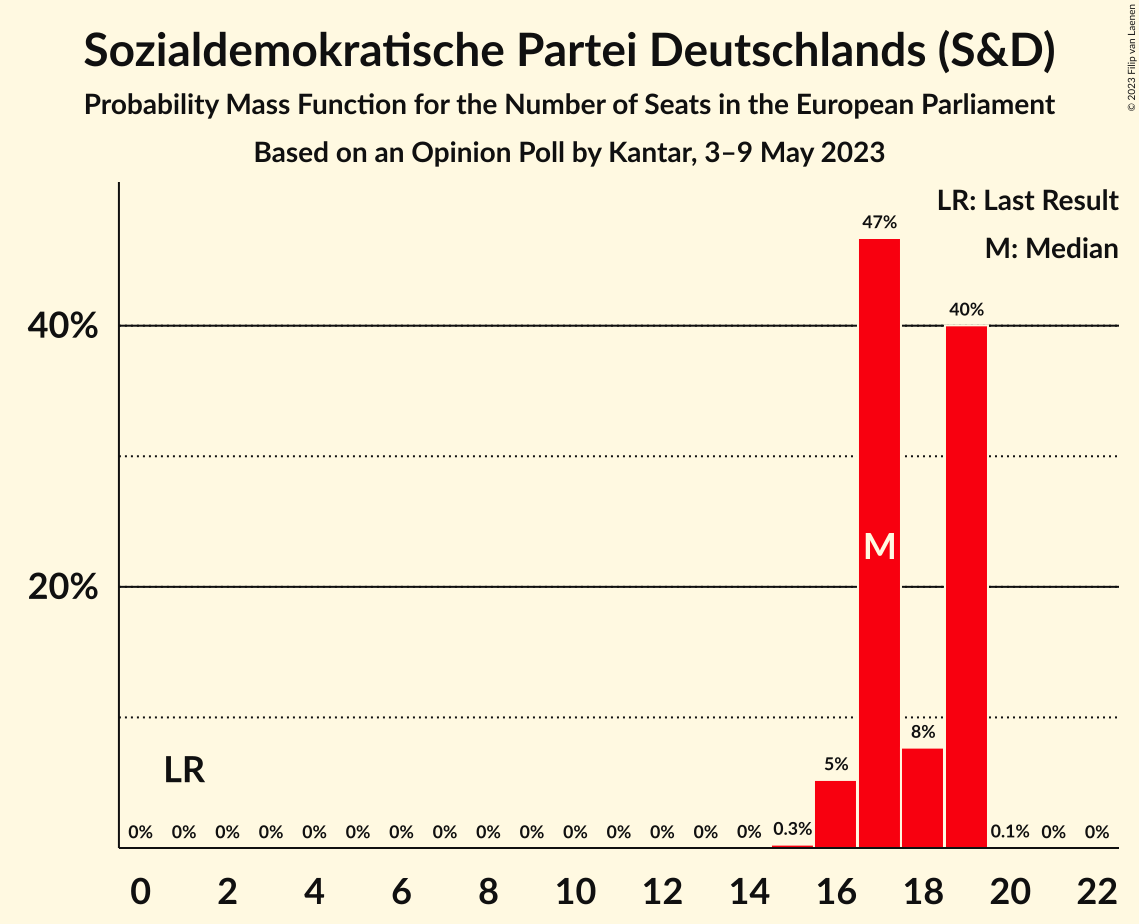 Sozialdemokratische Partei Deutschlands (S&D)
Probability Mass Function for the Number of Seats in the European Parliament
Based on an Opinion Poll by Kantar, 3–9 May 2023
© 2023 Filip van Laenen
LR: Last Result
M: Median
47%
40%
40%
M
20%
8%
5%
LR
0% 0% 0% 0% 0% 0% 0% 0% 0% 0% 0% 0% 0% 0% 0% 0.3% 0.1% 0% 0%
0 2 4 6 8 10 12 14 16 18 20 22